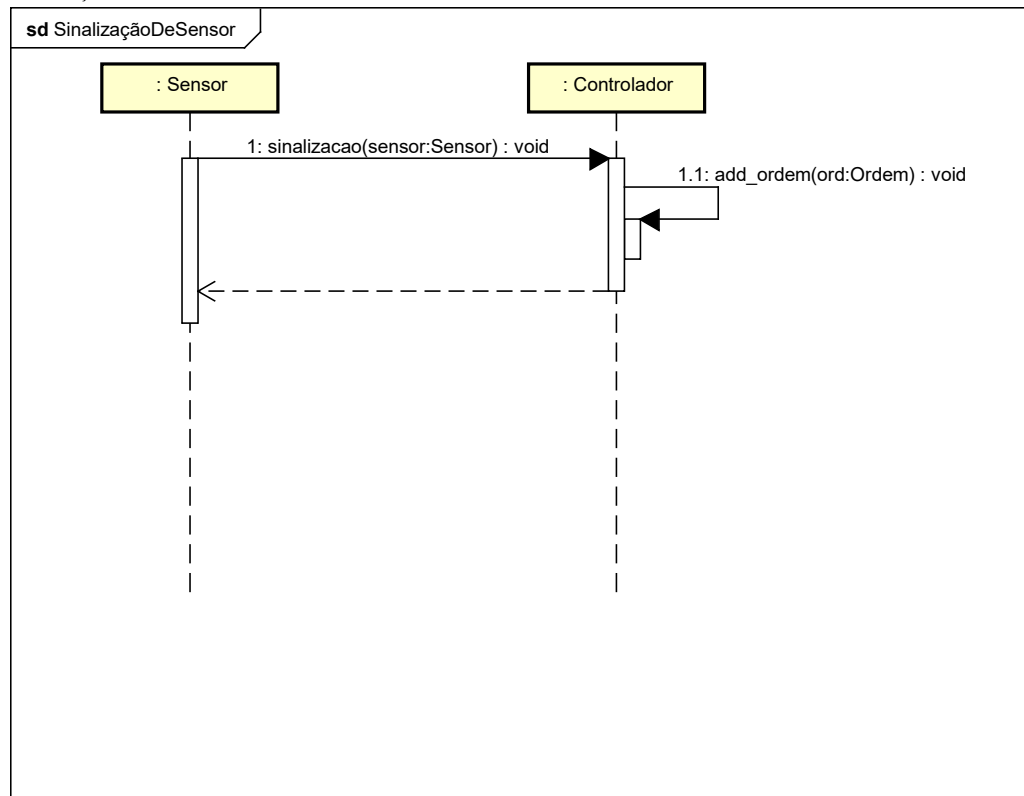 sd SinalizaçãoDeSensor
: Sensor
: Controlador
1: sinalizacao(sensor:Sensor) : void
1.1: add_ordem(ord:Ordem) : void